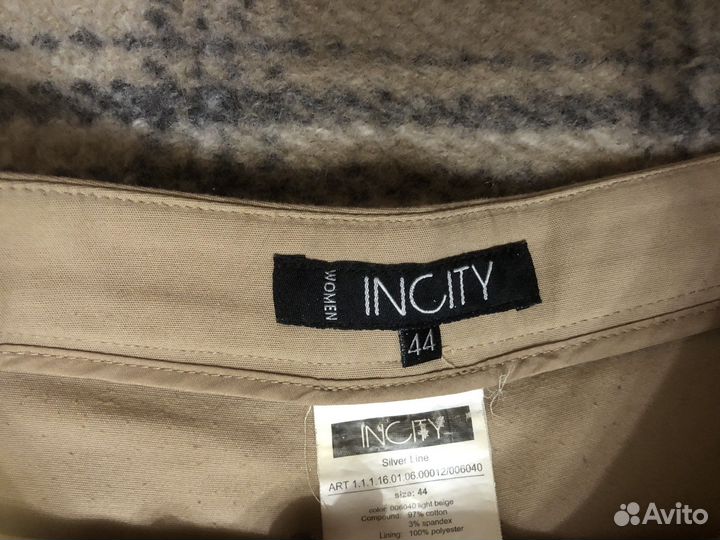 WOMEN
INCITY
44
INCITY
Silver Line
ART 1.1.1.16.01.06.00012/006040
size: 44
color: 006040 light beige
Compound: 97% cotton
3% spandex
Lining: 100% polyester
Avito